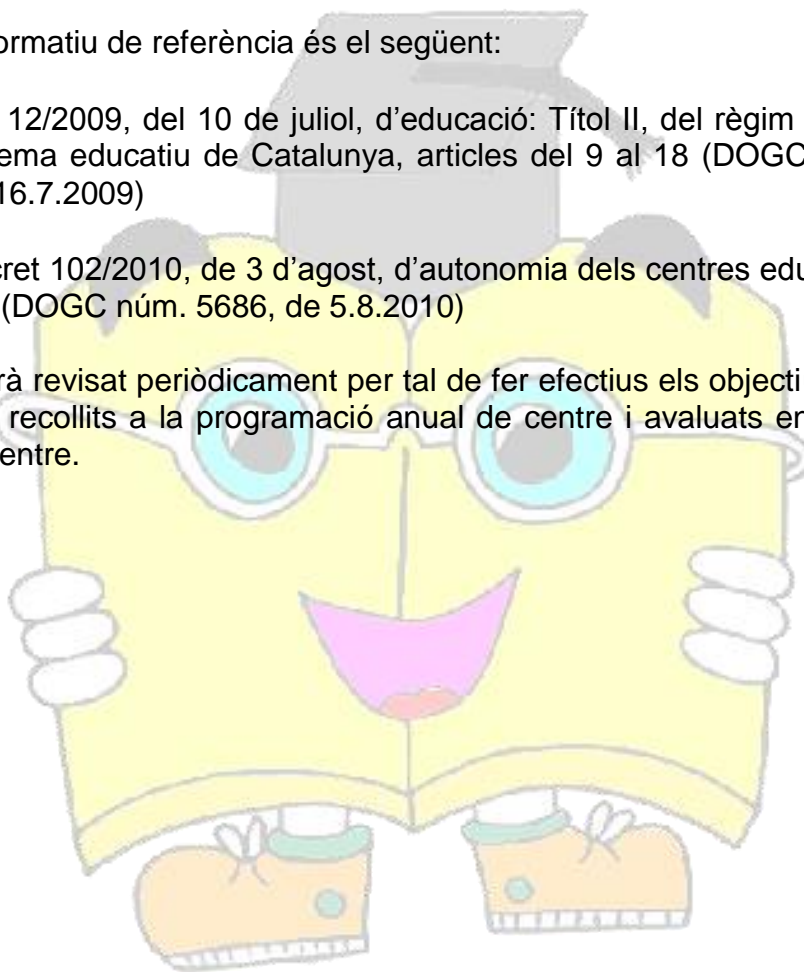 ormatiu de referència és el següent:
12/2009, del 10 de juliol, d’educació: Títol II, del règim
ema educatiu de Catalunya, articles del 9 al 18 (DOGC
16.7.2009)
cret 102/2010, de 3 d’agost, d’autonomia dels centres edu
(DOGC núm. 5686, de 5.8.2010)
rà revisat periòdicament per tal de fer efectius els objecti
recollits a la programació anual de centre i avaluats en
entre.